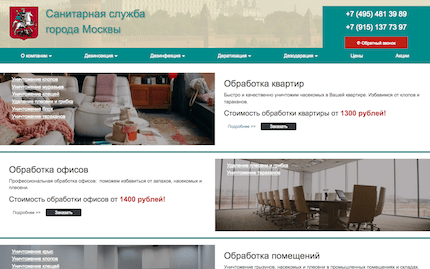 Санитарная служба
города Москвы
+7 (495) 481 39 89
+7 (915) 137 73 97
✆ Обратный звонок
О компании
Дезинсекция
Дезинфекция
Дератизация
Дезодорация
Цены
Акции
Уничтожение клопов
Уничтожение муравьев
Уничтожение клещей
Удаление плесени и грибка
Уничтожение блох
Уничтожение тараканов
Обработка квартир
Быстро и качественно уничтожим насекомых в Вашей квартире. Избавимся от клопов и
тараканов.
Стоимость обработки квартиры от 1300 рублей!
Подробнее >> Заказать
Обработка офисов
Профессиональная обработка офисов: поможем избавиться от запахов, насекомых и
плесени.
Стоимость обработки офисов от 1400 рублей!
Подробнее >> Заказать
Удаление плесени и грибка
Уничтожение тараканов
Уничтожение крыс
Уничтожение клопов
Уничтожение клещей
Обработка помещений
Уничтожение грызунов, насекомых и плесени в промышленных помещениях и складах.